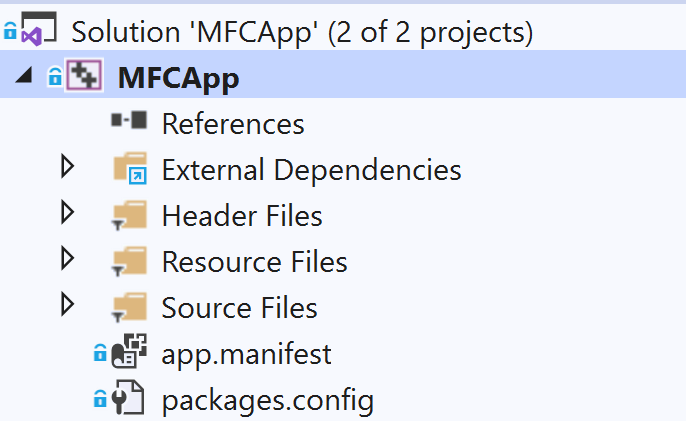 Solution 'MFCApp' (2 of 2 projects)
MFCApp
References
External Dependencies
Header Files
Resource Files
Source Files
app.manifest
packages.config